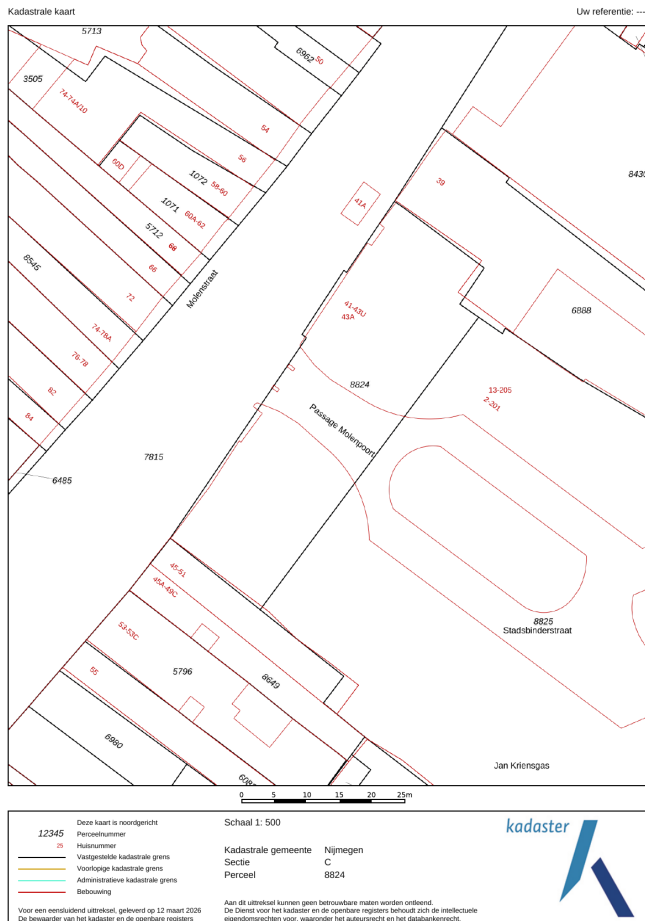 Kadastrale kaart
Uw referentie: ---
5713
6962
50
3505
74-74A/10
54
56
8430
60D
1072
58-60
39
1071
60A-62
41A
5712
68
8545
66
Molenstraat
72
41-43U
43A
6888
74-78A
76-78
8824
82
13-205
2-201
84
Passage Molenpoort
7815
6485
45-51
45A-49C
53-53C
8825
Stadsbinderstraat
55
5796
8649
6980
Jan Kriensgas
0 5 10 15 20 25m
Deze kaart is noordgericht
12345 Perceelnummer
25 Huisnummer
Vastgestelde kadastrale grens
Voorlopige kadastrale grens
Administratieve kadastrale grens
Bebouwing
Voor een eensluidend uittreksel, geleverd op 12 maart 2026
De bewaarder van het kadaster en de openbare registers
Schaal 1: 500
Kadastrale gemeente Nijmegen
Sectie C
Perceel 8824
Aan dit uittreksel kunnen geen betrouwbare maten worden ontleend.
De Dienst voor het kadaster en de openbare registers behoudt zich de intellectuele
eigendomsrechten voor, waaronder het auteursrecht en het databankenrecht.
kadaster